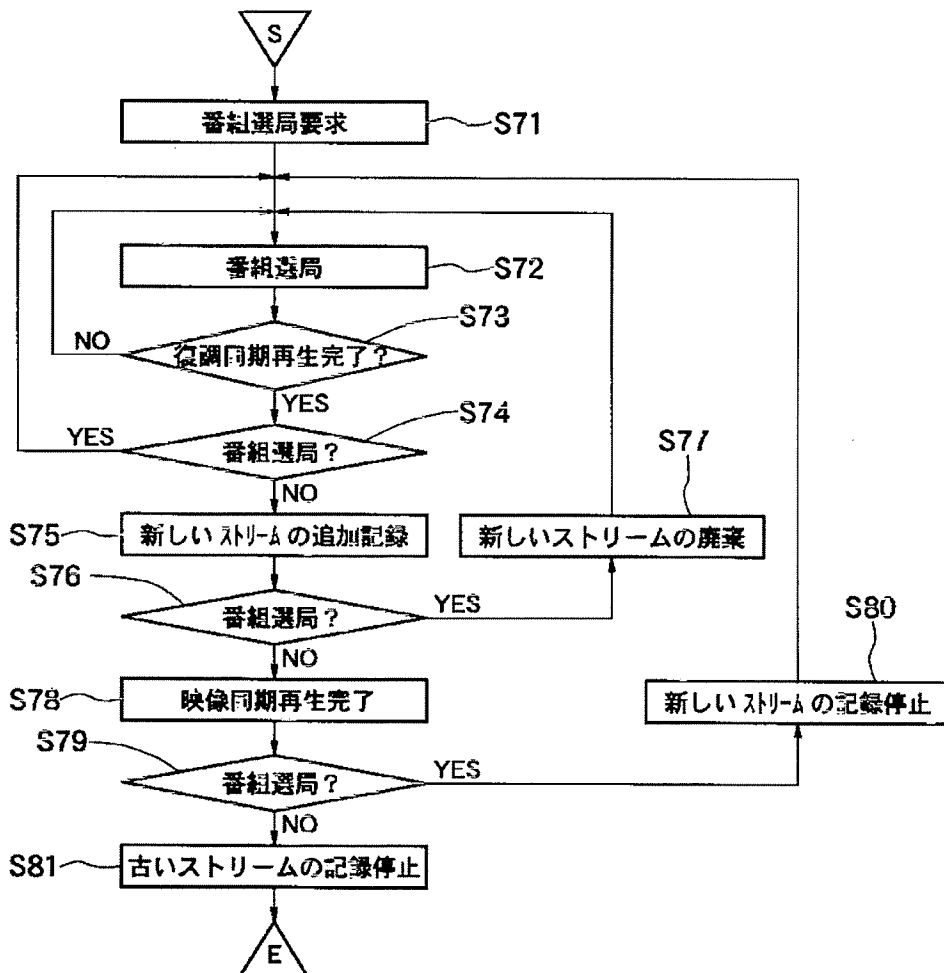 S
番組選局要求
S71
番組選局
S72
S73
NO
復調同期再生完了？
YES
S74
YES
番組選局？
S77
NO
S75
新しいストリームの追加記録
新しいストリームの廃棄
S76
番組選局？
YES
S80
NO
S78
映像同期再生完了
新しいストリームの記録停止
S79
番組選局？
YES
NO
S81
古いストリームの記録停止
E